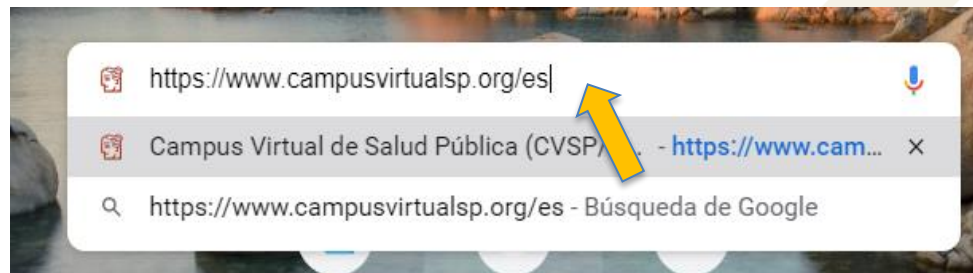 https://www.campusvirtualsp.org/es
Campus Virtual de Salud Pública (CVSP) ... - https://www.cam...
https://www.campusvirtualsp.org/es - Búsqueda de Google